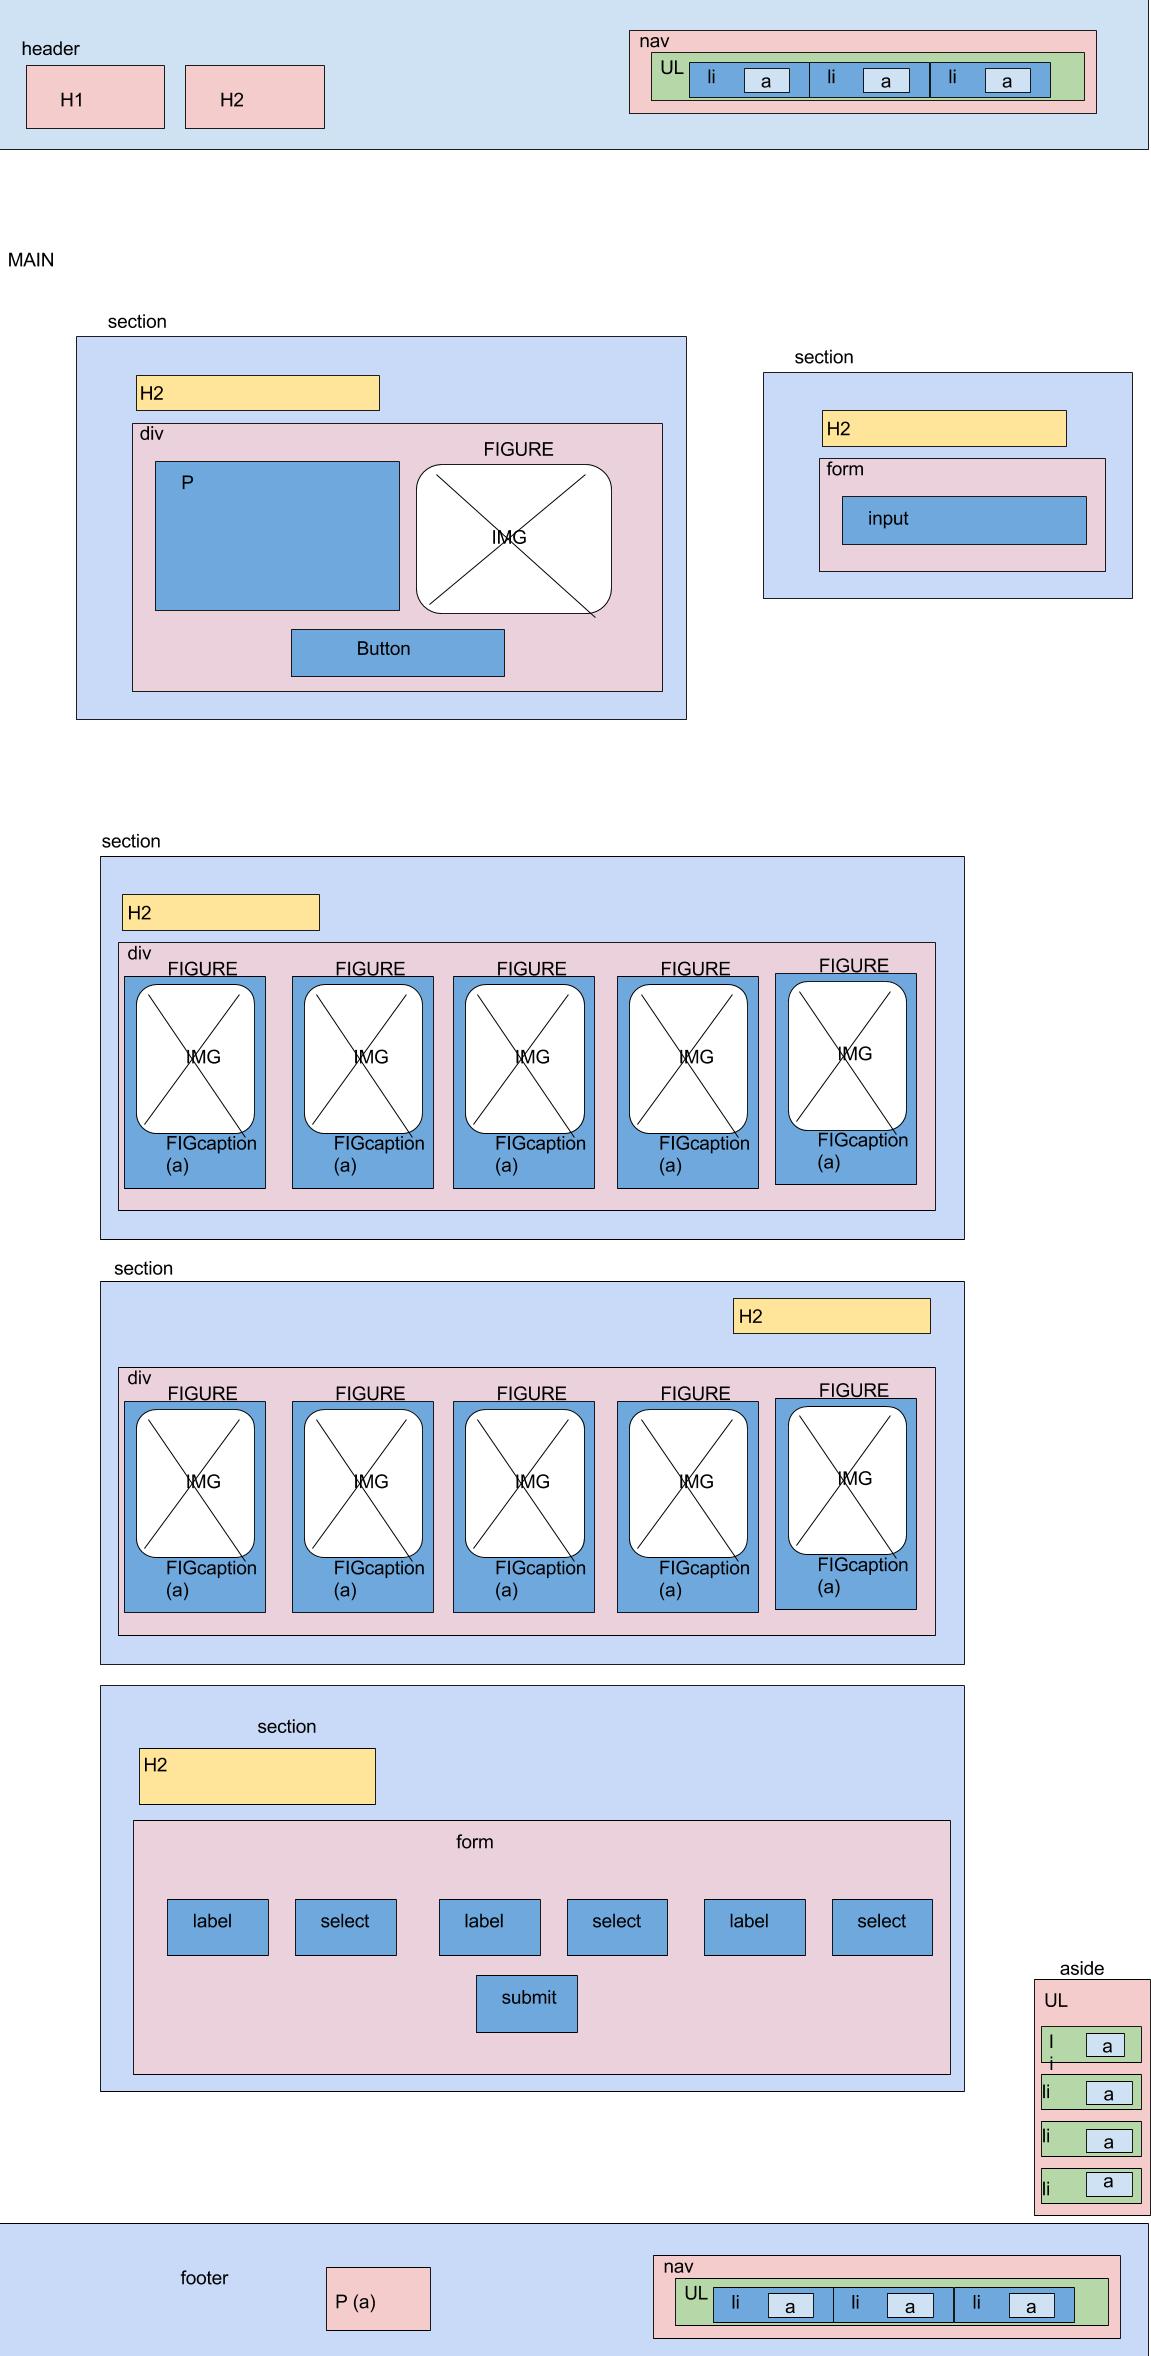 header
H1
H2
nav
UL
li
a
li
a
li
a
MAIN
section
H2
div
P
FIGURE
IMG
Button
section
H2
form
input
section
H2
div
FIGURE
IMG
FIGcaption
(a)
FIGURE
IMG
FIGcaption
(a)
FIGURE
IMG
FIGcaption
(a)
FIGURE
IMG
FIGcaption
(a)
FIGURE
IMG
FIGcaption
(a)
section
H2
div
FIGURE
IMG
FIGcaption
(a)
FIGURE
IMG
FIGcaption
(a)
FIGURE
IMG
FIGcaption
(a)
FIGURE
IMG
FIGcaption
(a)
FIGURE
IMG
FIGcaption
(a)
section
H2
form
label
select
label
select
label
select
submit
aside
UL
l
i
a
li
a
li
a
li
a
footer
P (a)
nav
UL
li
a
li
a
li
a